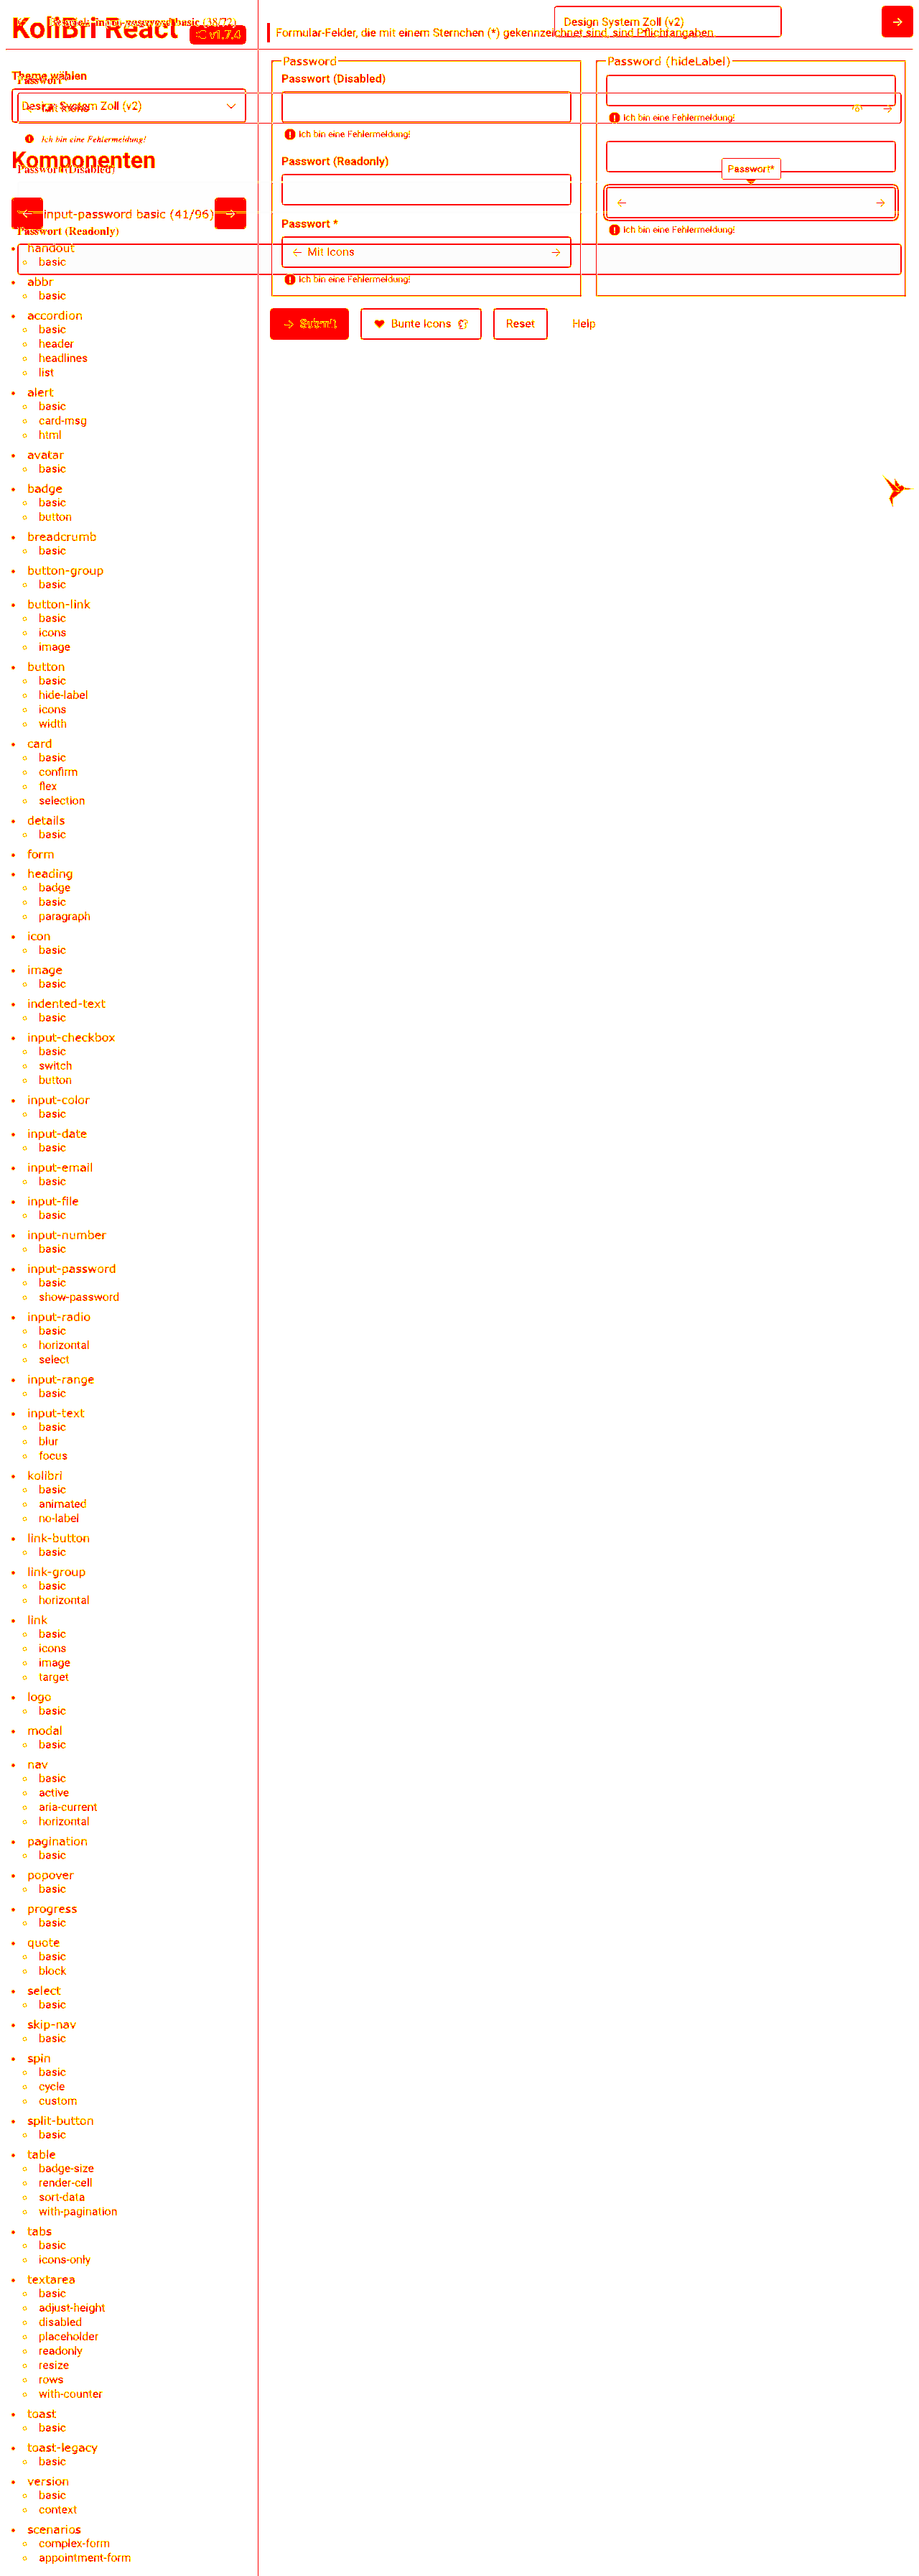 KoliBri React
v1.7.4
input-password basic (38/72)
Formular-Felder, die mit einem Sternchen (*) gekennzeichnet sind, sind Pflichtangaben.
Design System Zoll (v2)
Theme wählen
Passwort
Design System Zoll (v2)
Ich bin eine Fehlermeldung!
Komponenten
Passwort (Disabled)
input-password basic (41/96)
Passwort (Readonly)
handout
basic
abbr
basic
accordion
basic
header
headlines
list
alert
basic
card-msg
html
avatar
basic
badge
basic
button
breadcrumb
basic
button-group
basic
button-link
basic
icons
image
button
basic
hide-label
icons
width
card
basic
confirm
flex
selection
details
basic
form
heading
badge
basic
paragraph
icon
basic
image
basic
indented-text
basic
input-checkbox
basic
switch
button
input-color
basic
input-date
basic
input-email
basic
input-file
basic
input-number
basic
input-password
basic
show-password
input-radio
basic
horizontal
select
input-range
basic
input-text
basic
blur
focus
kolibri
basic
animated
no-label
link-button
basic
link-group
basic
horizontal
link
basic
icons
image
target
logo
basic
modal
basic
nav
basic
active
aria-current
horizontal
pagination
basic
popover
basic
progress
basic
quote
basic
block
select
basic
skip-nav
basic
spin
basic
cycle
custom
split-button
basic
table
badge-size
render-cell
sort-data
with-pagination
tabs
basic
icons-only
textarea
basic
adjust-height
disabled
placeholder
readonly
resize
rows
with-counter
toast
basic
toast-legacy
basic
version
basic
context
scenarios
complex-form
appointment-form
Password
Passwort (Disabled)
Ich bin eine Fehlermeldung!
Passwort (Readonly)
Passwort *
Mit Icons
Ich bin eine Fehlermeldung!
Password (hideLabel)
Ich bin eine Fehlermeldung!
Passwort*
Ich bin eine Fehlermeldung!
Submit
Bunte Icons
Reset
Help